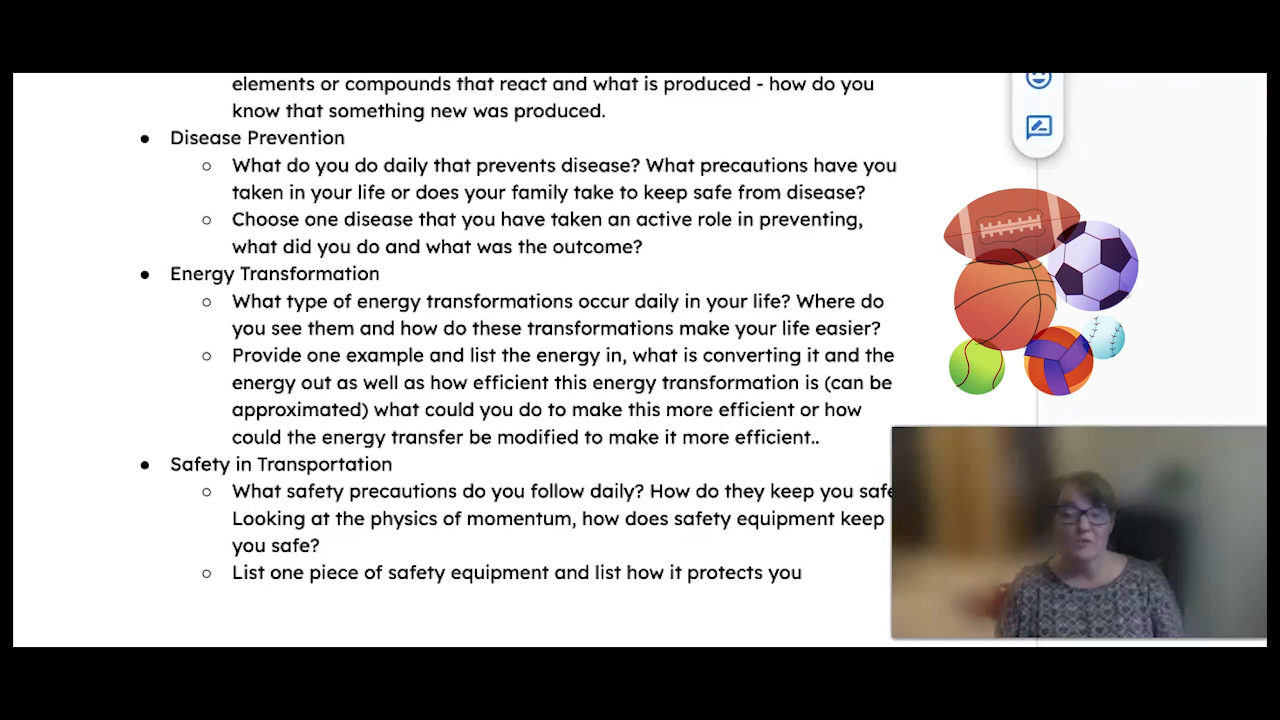 elements or compounds that react and what is produced - how do you
know that something new was produced.
● Disease Prevention
○ What do you do daily that prevents disease? What precautions have you
taken in your life or does your family take to keep safe from disease?
○ Choose one disease that you have taken an active role in preventing,
what did you do and what was the outcome?
● Energy Transformation
○ What type of energy transformations occur daily in your life? Where do
you see them and how do these transformations make your life easier?
○ Provide one example and list the energy in, what is converting it and the
energy out as well as how efficient this energy transformation is (can be
approximated) what could you do to make this more efficient or how
could the energy transfer be modified to make it more efficient..
● Safety in Transportation
○ What safety precautions do you follow daily? How do they keep you safe
Looking at the physics of momentum, how does safety equipment keep
you safe?
○ List one piece of safety equipment and list how it protects you